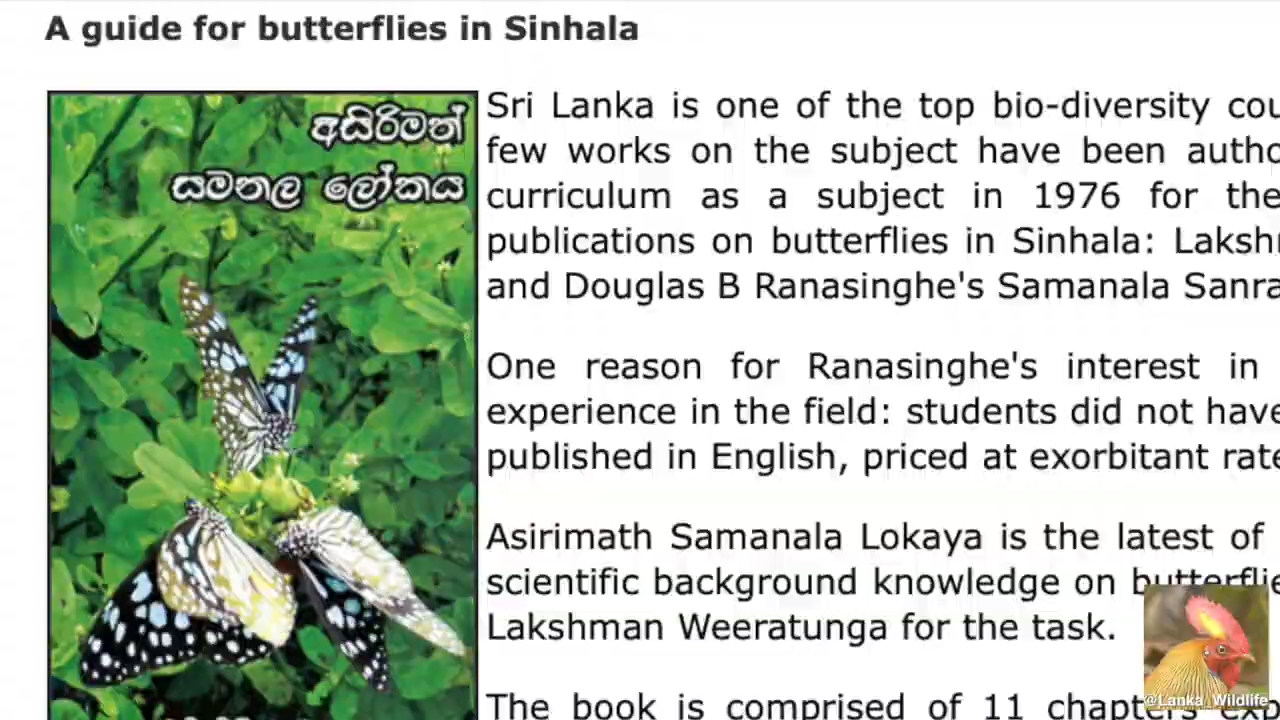 A guide for butterflies in Sinhala
අසිරිමත්
සමනල ලෝකය
Sri Lanka is one of the top bio-diversity
few works on the subject have been
curriculum as a subject in 1976 for the
publications on butterflies in Sinhala:
and Douglas B Ranasinghe's Samanala
One reason for Ranasinghe's interest in
experience in the field: students did not have
published in English, priced at exorbitant
Asirimath Samanala Lokaya is the latest of
scientific background knowledge on
Lakshman Weeratunga for the task.
The book is comprised of 11
@Lanka_Wildlife